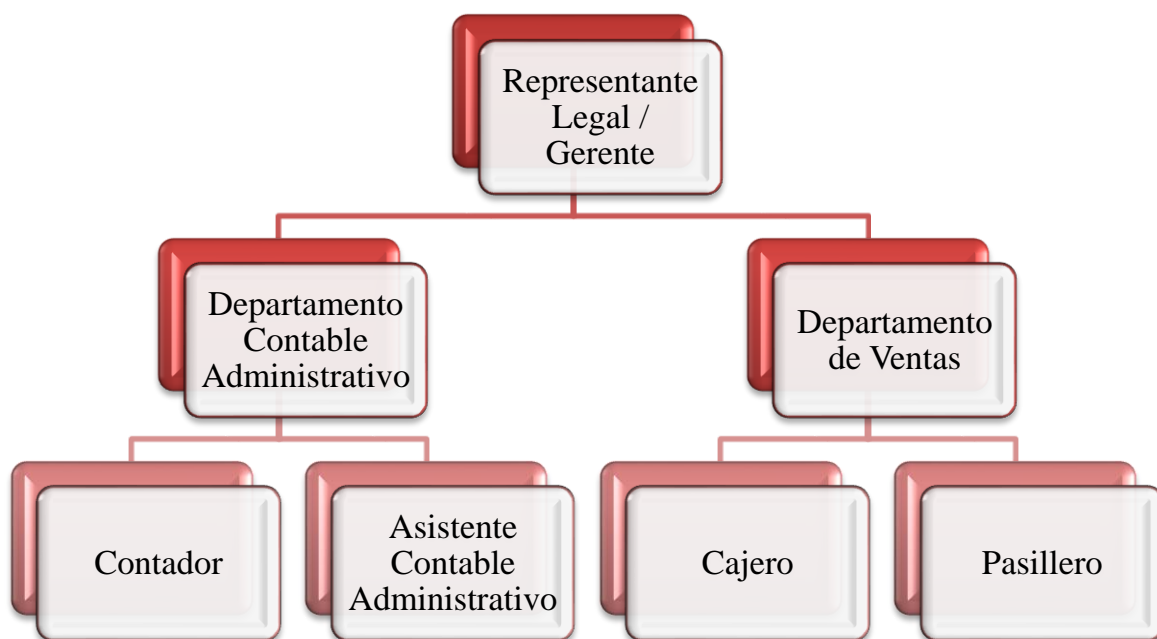 Representante
Legal /
Gerente
Departamento
Contable
Administrativo
Departamento
de Ventas
Contador
Asistente
Contable
Administrativo
Cajero
Pasillero